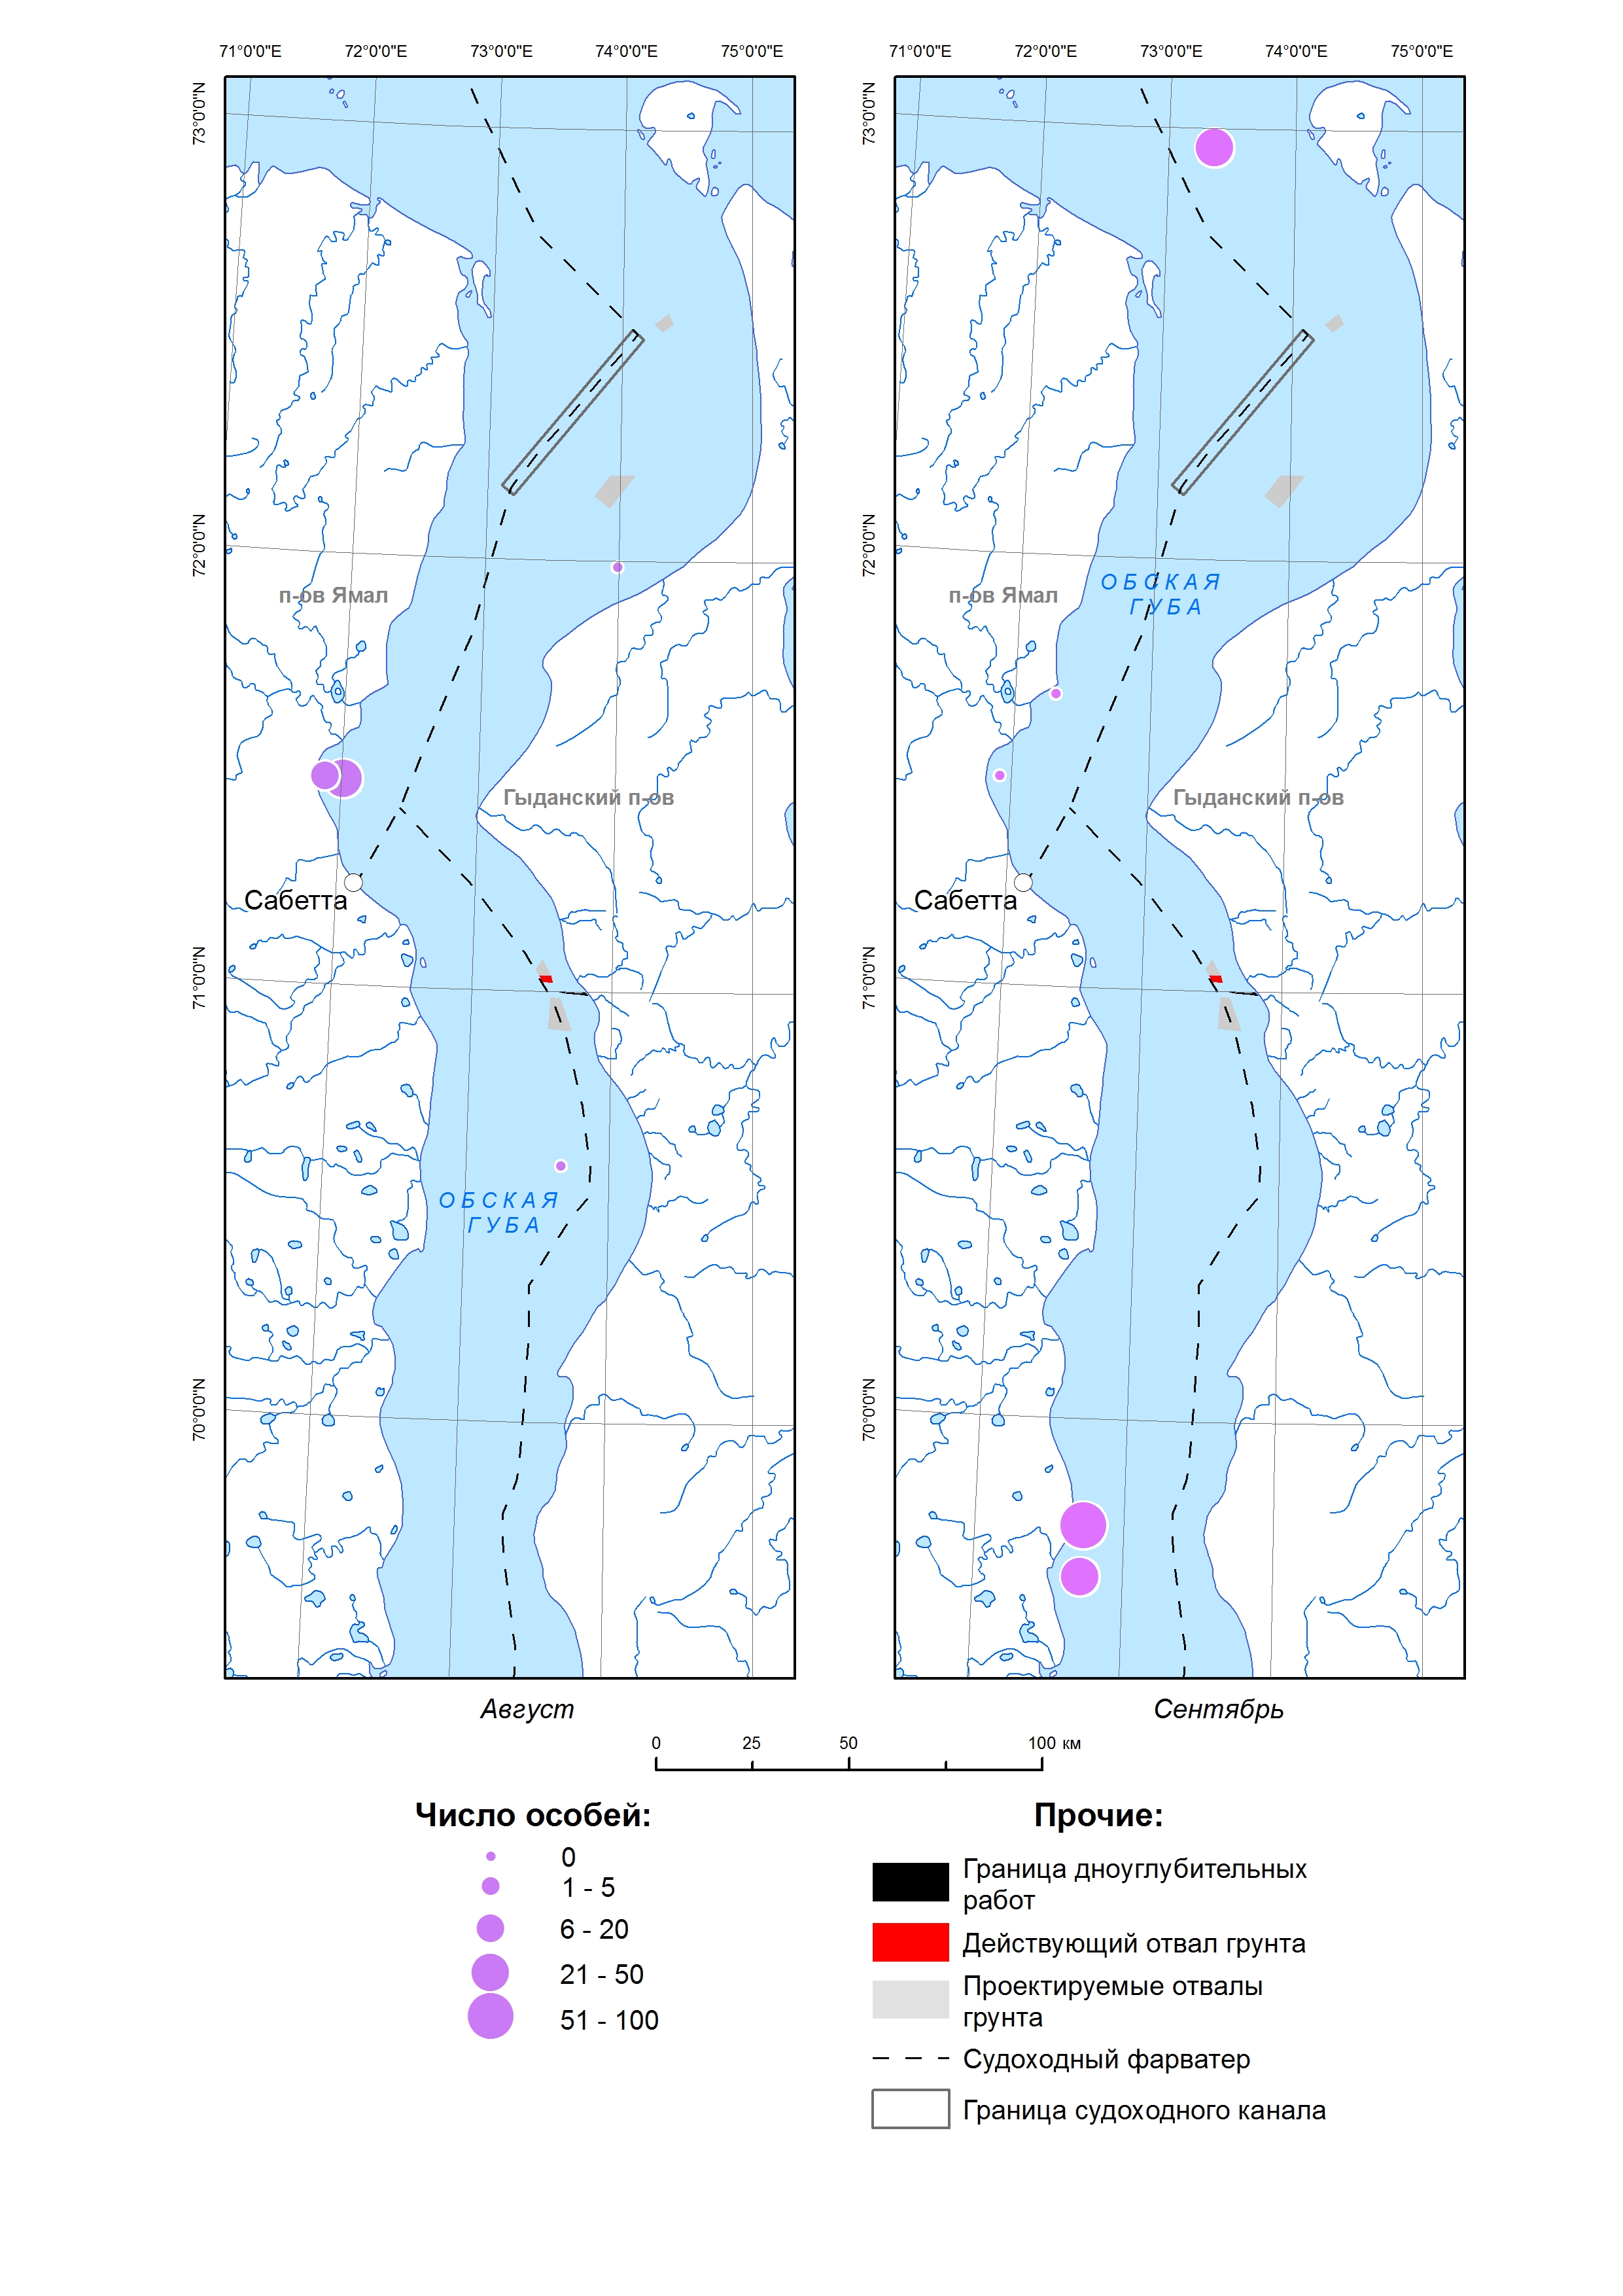 71°0'0"E 72°0'0"E 73°0'0"E 74°0'0"E 75°0'0"E
71°0'0"E 72°0'0"E 73°0'0"E 74°0'0"E 75°0'0"E
73°0'0"N
73°0'0"N
72°0'0"N
72°0'0"N
п-ов Ямал
п-ов Ямал
ОБСКАЯ
ГУБА
Гыданский п-ов
Гыданский п-ов
Сабетта
Сабетта
71°0'0"N
71°0'0"N
ОБСКАЯ
ГУБА
70°0'0"N
70°0'0"N
Август
Сентябрь
0 25 50 100 км
Число особей:
0
1 - 5
6 - 20
21 - 50
51 - 100
Прочие:
Граница дноуглубительных
работ
Действующий отвал грунта
Проектируемые отвалы
грунта
Судоходный фарватер
Граница судоходного канала